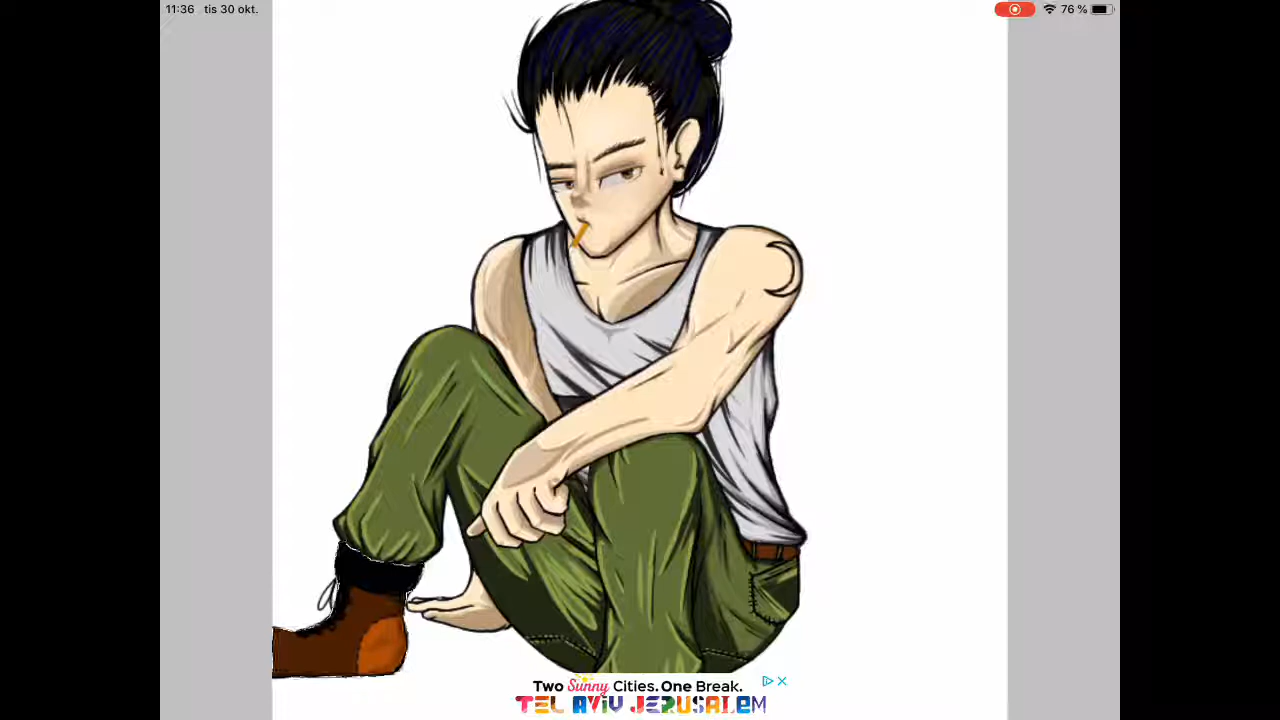 11:36 tis 30 okt. 76 %
Two Sunny Cities. One Break.
TEL AVIV JERUSALEM